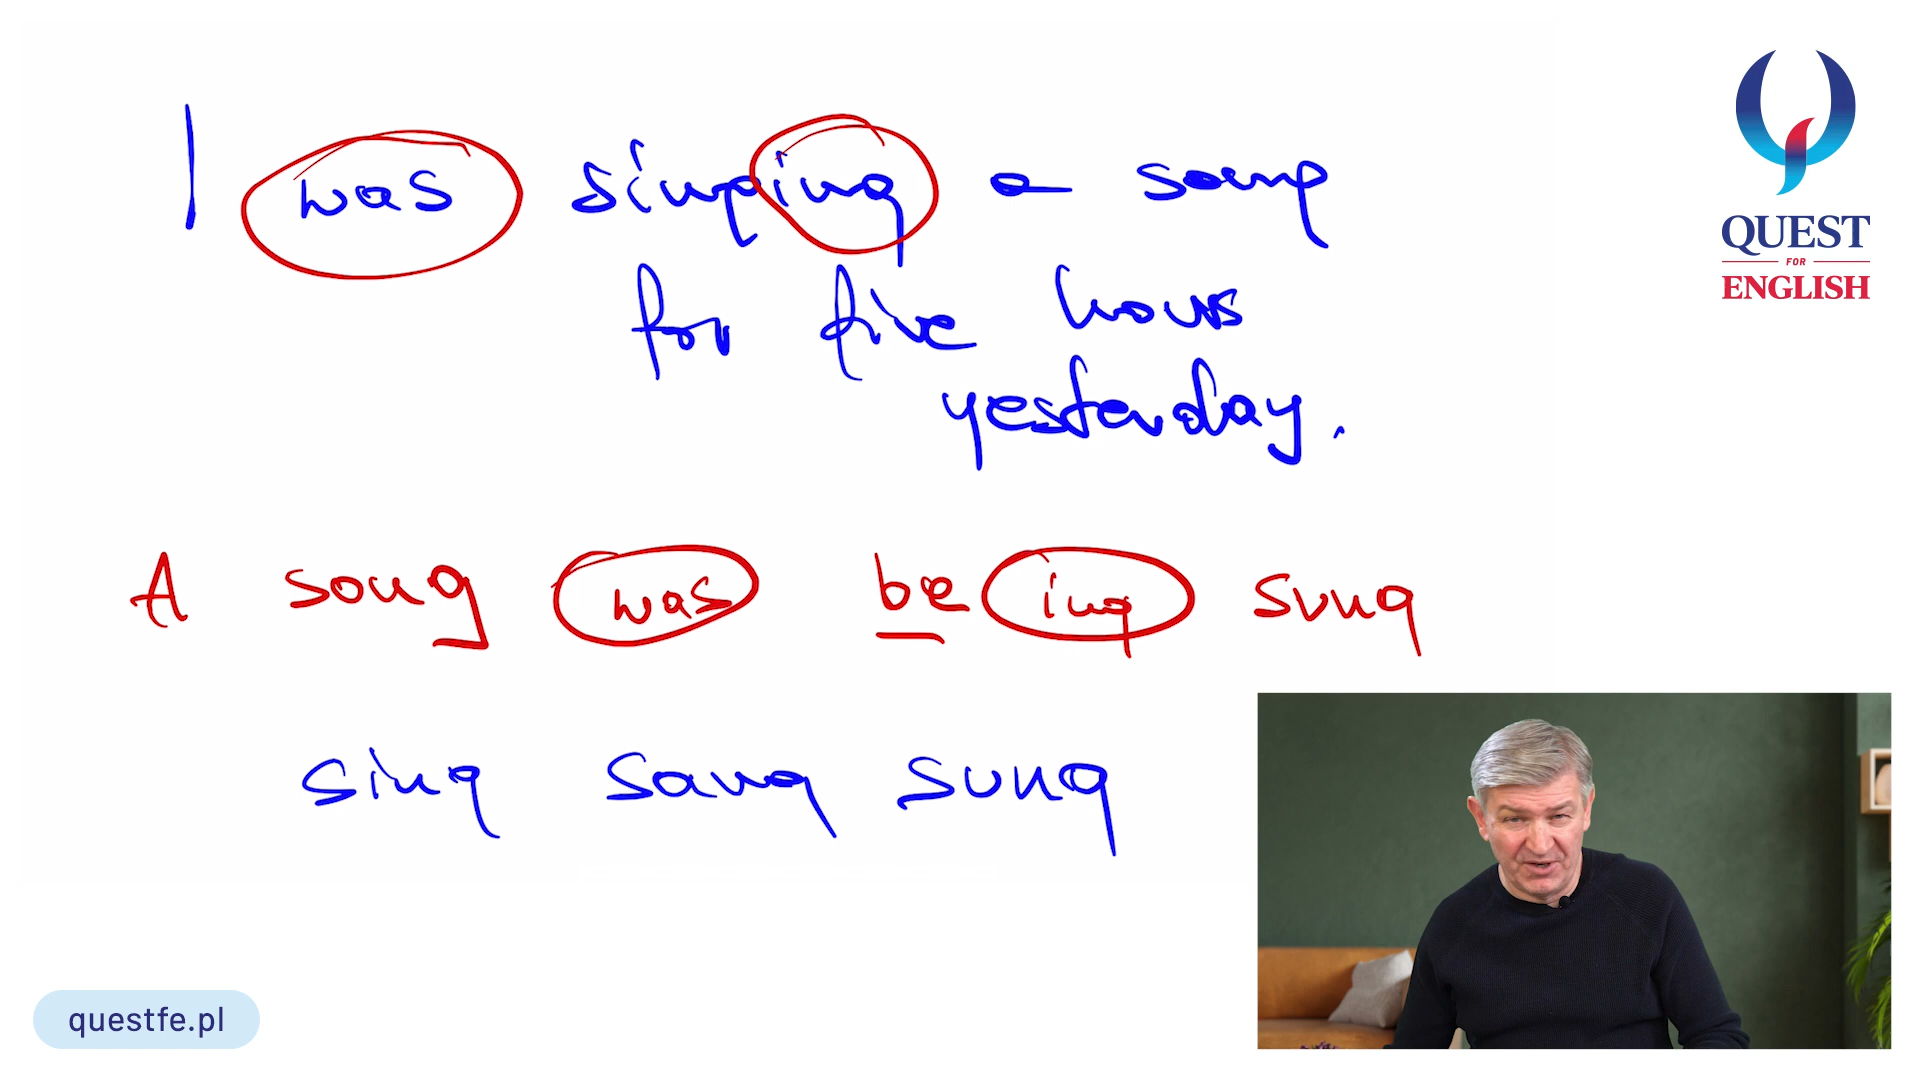 I was singing a song
for five hours
yesterday.
A song was being sung
sing sang sung
QUEST
FOR
ENGLISH
questfe.pl